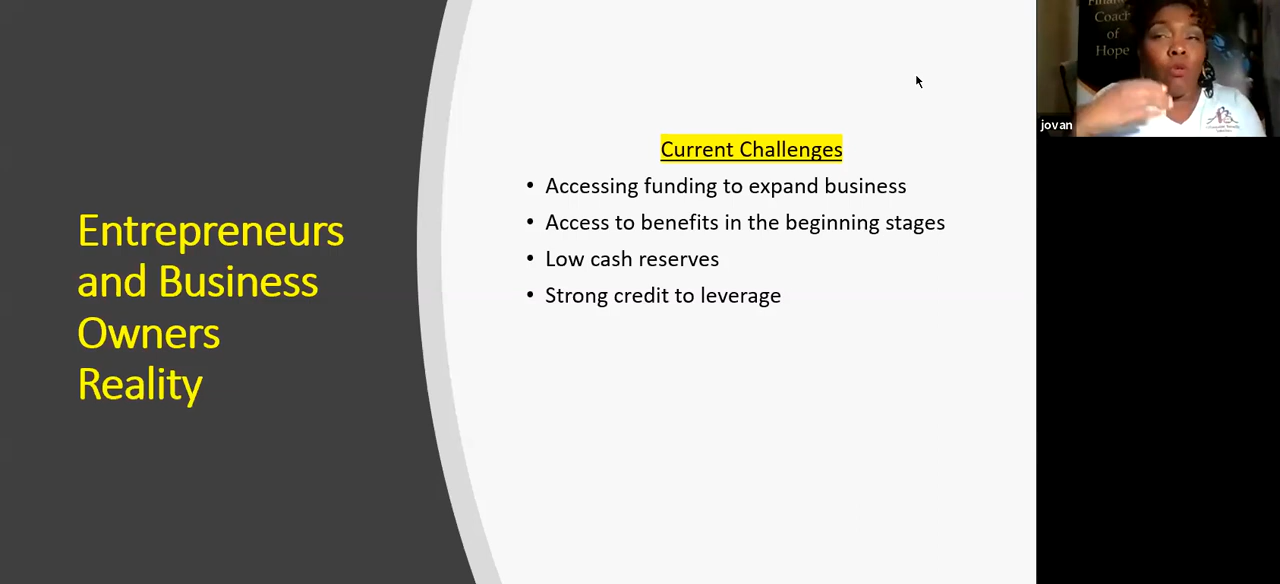 Entrepreneurs
and Business
Owners
Reality
Current Challenges
• Accessing funding to expand business
• Access to benefits in the beginning stages
• Low cash reserves
• Strong credit to leverage
Coach
of
Hope
jovan